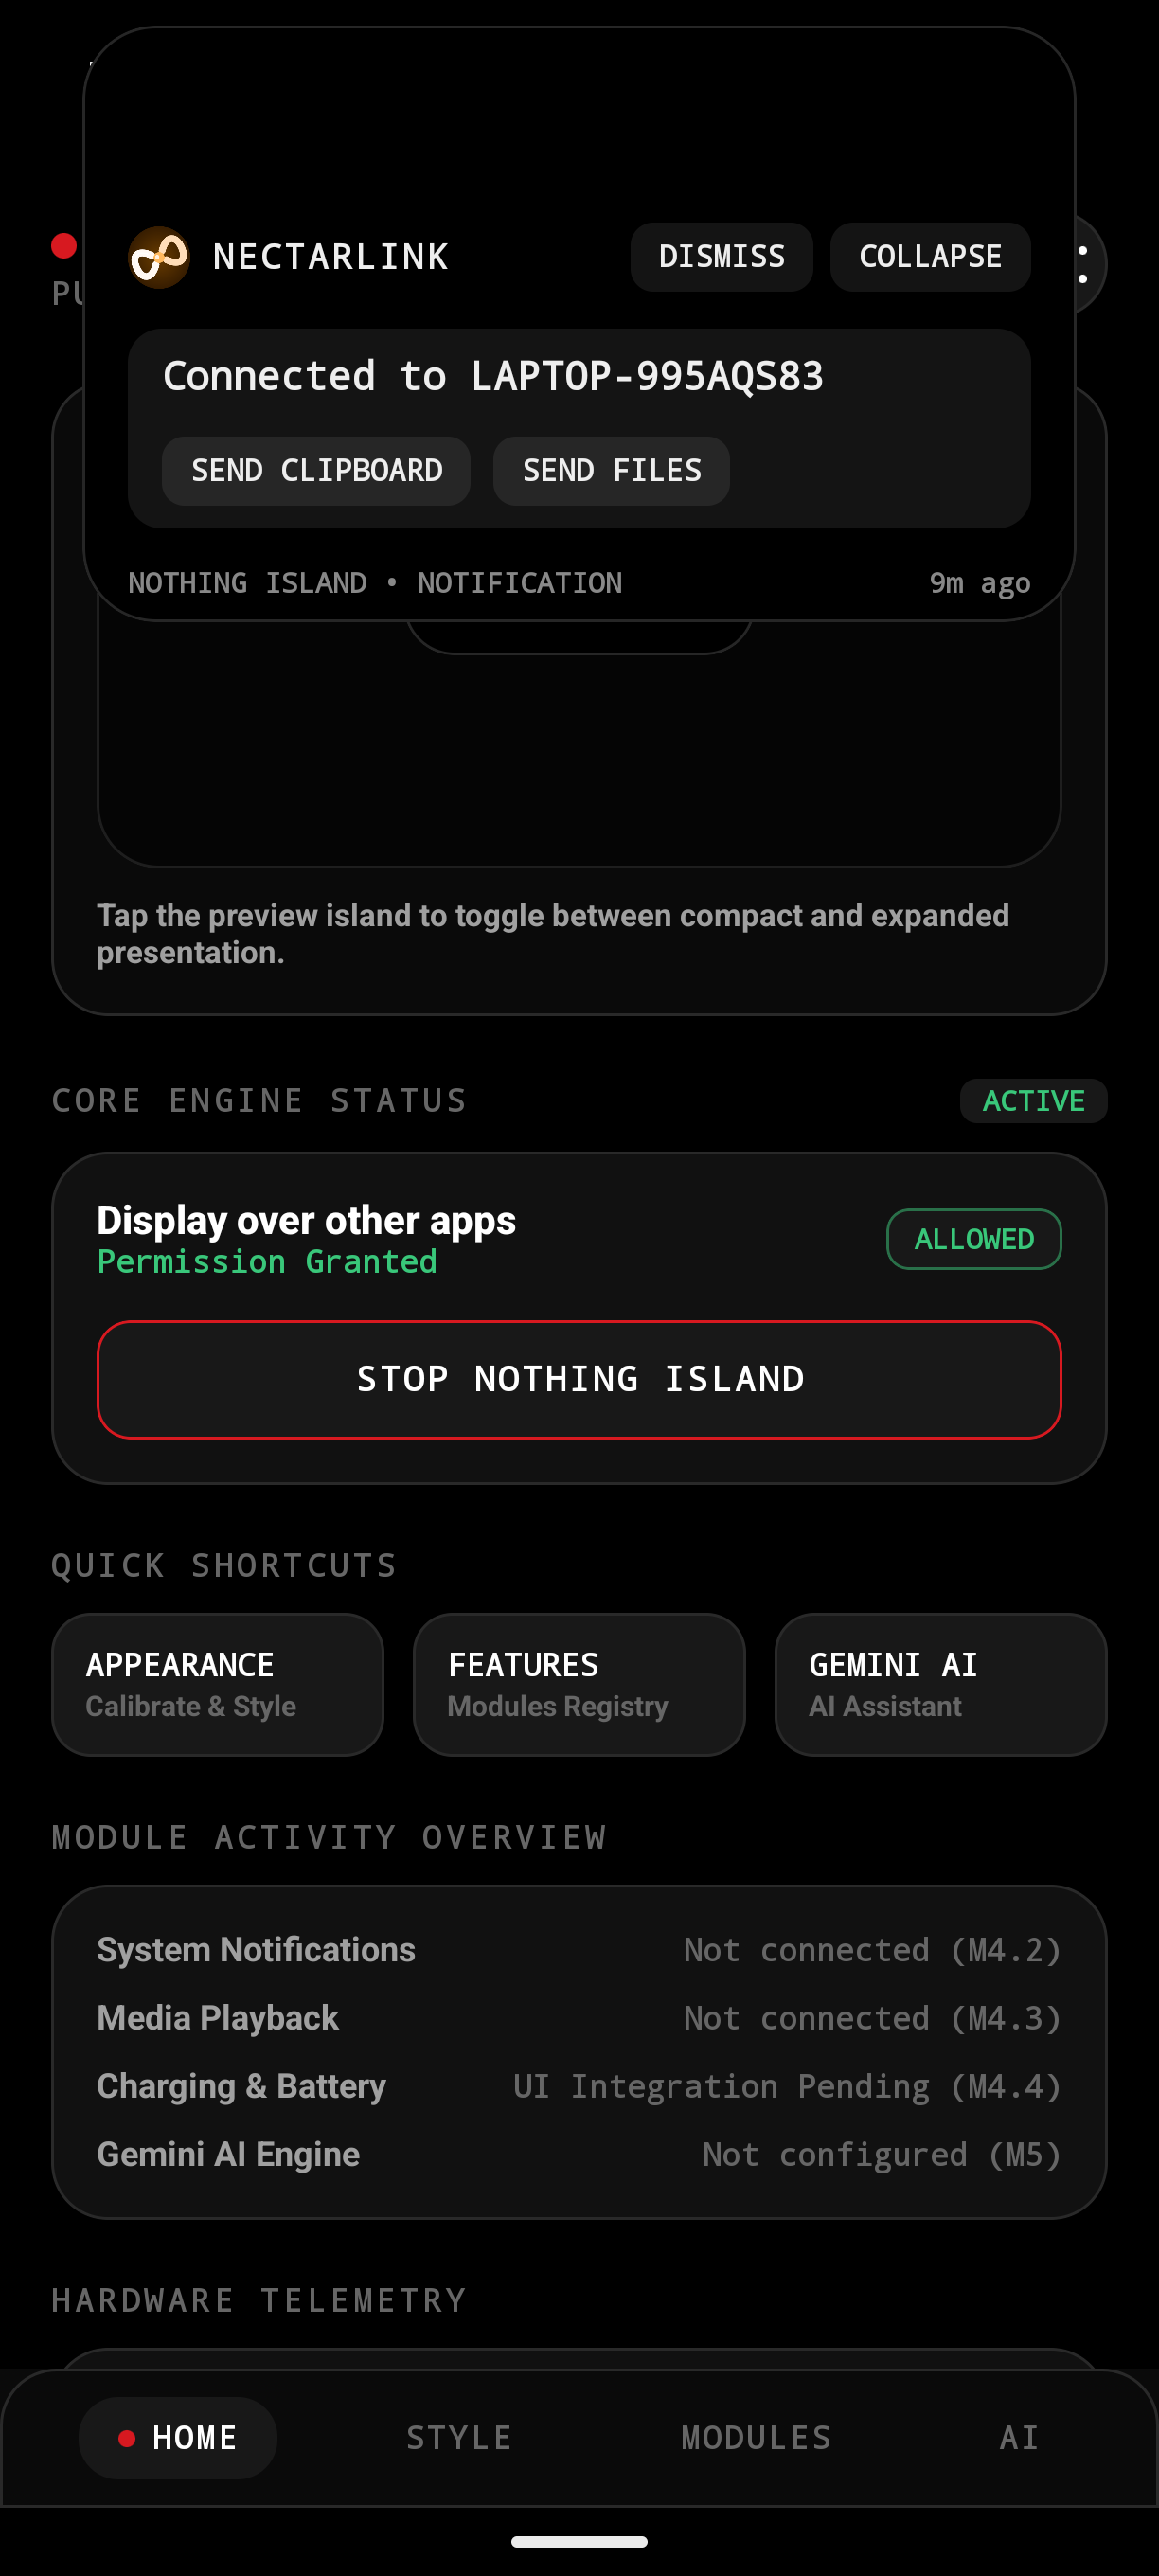 NECTARLINK
DISMISS
COLLAPSE
PU
Connected to LAPTOP-995AQS83
SEND CLIPBOARD
SEND FILES
NOTHING ISLAND • NOTIFICATION
9m ago
Tap the preview island to toggle between compact and expanded
presentation.
CORE ENGINE STATUS
ACTIVE
Display over other apps
Permission Granted
ALLOWED
STOP NOTHING ISLAND
QUICK SHORTCUTS
APPEARANCE
Calibrate & Style
FEATURES
Modules Registry
GEMINI AI
AI Assistant
MODULE ACTIVITY OVERVIEW
System Notifications
Not connected (M4.2)
Media Playback
Not connected (M4.3)
Charging & Battery
UI Integration Pending (M4.4)
Gemini AI Engine
Not configured (M5)
HARDWARE TELEMETRY
HOME
STYLE
MODULES
AI